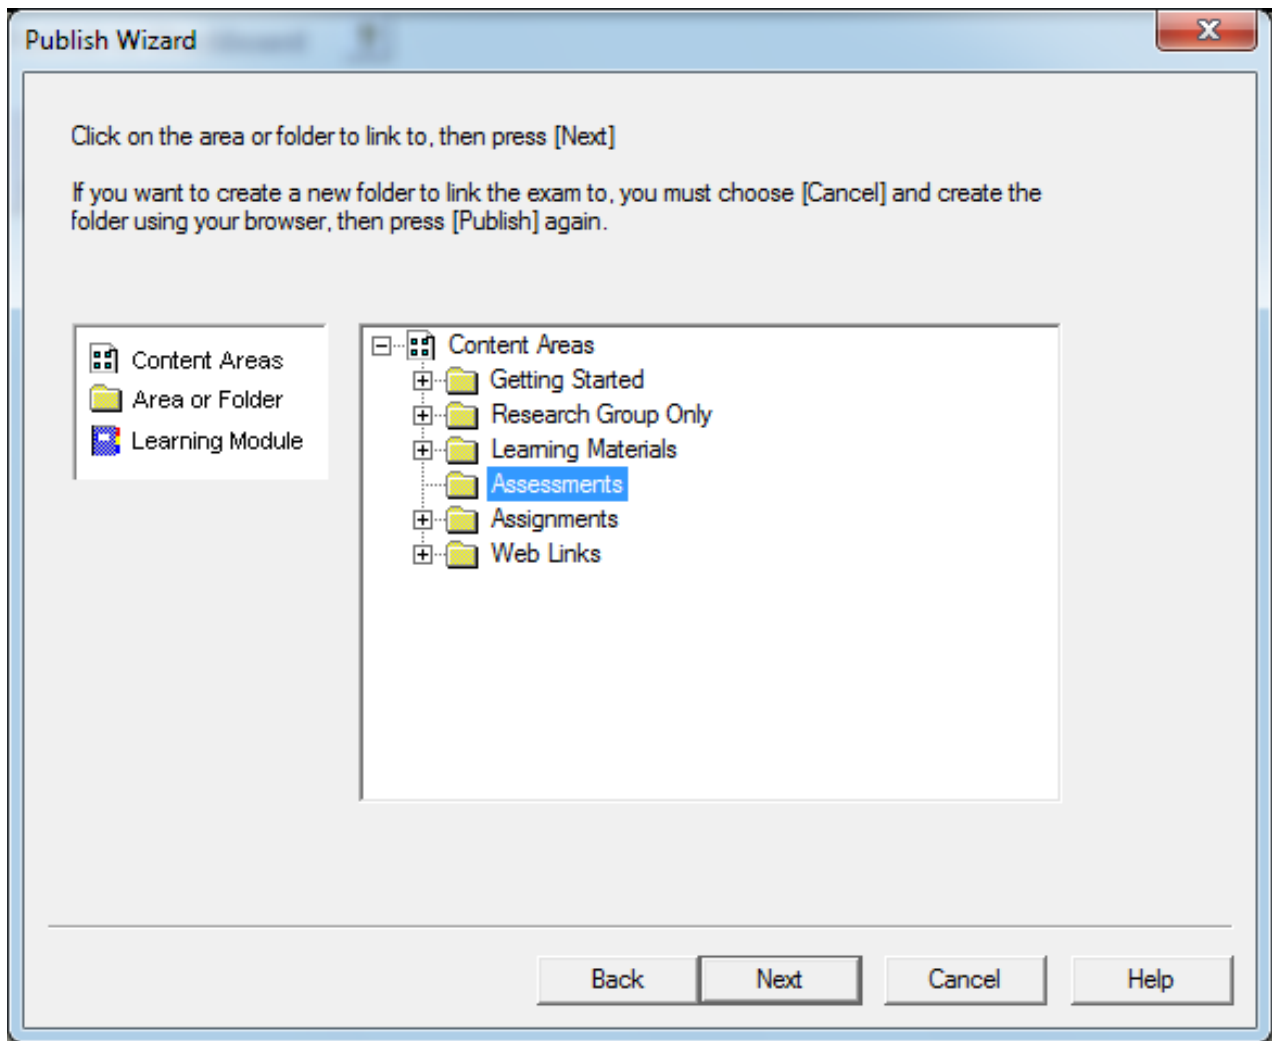 Publish Wizard
Click on the area or folder to link to, then press [Next]
If you want to create a new folder to link the exam to, you must choose [Cancel] and create the
folder using your browser, then press [Publish] again.
Content Areas
Area or Folder
Learning Module
Content Areas
Getting Started
Research Group Only
Learning Materials
Assessments
Assignments
Web Links
Back
Next
Cancel
Help